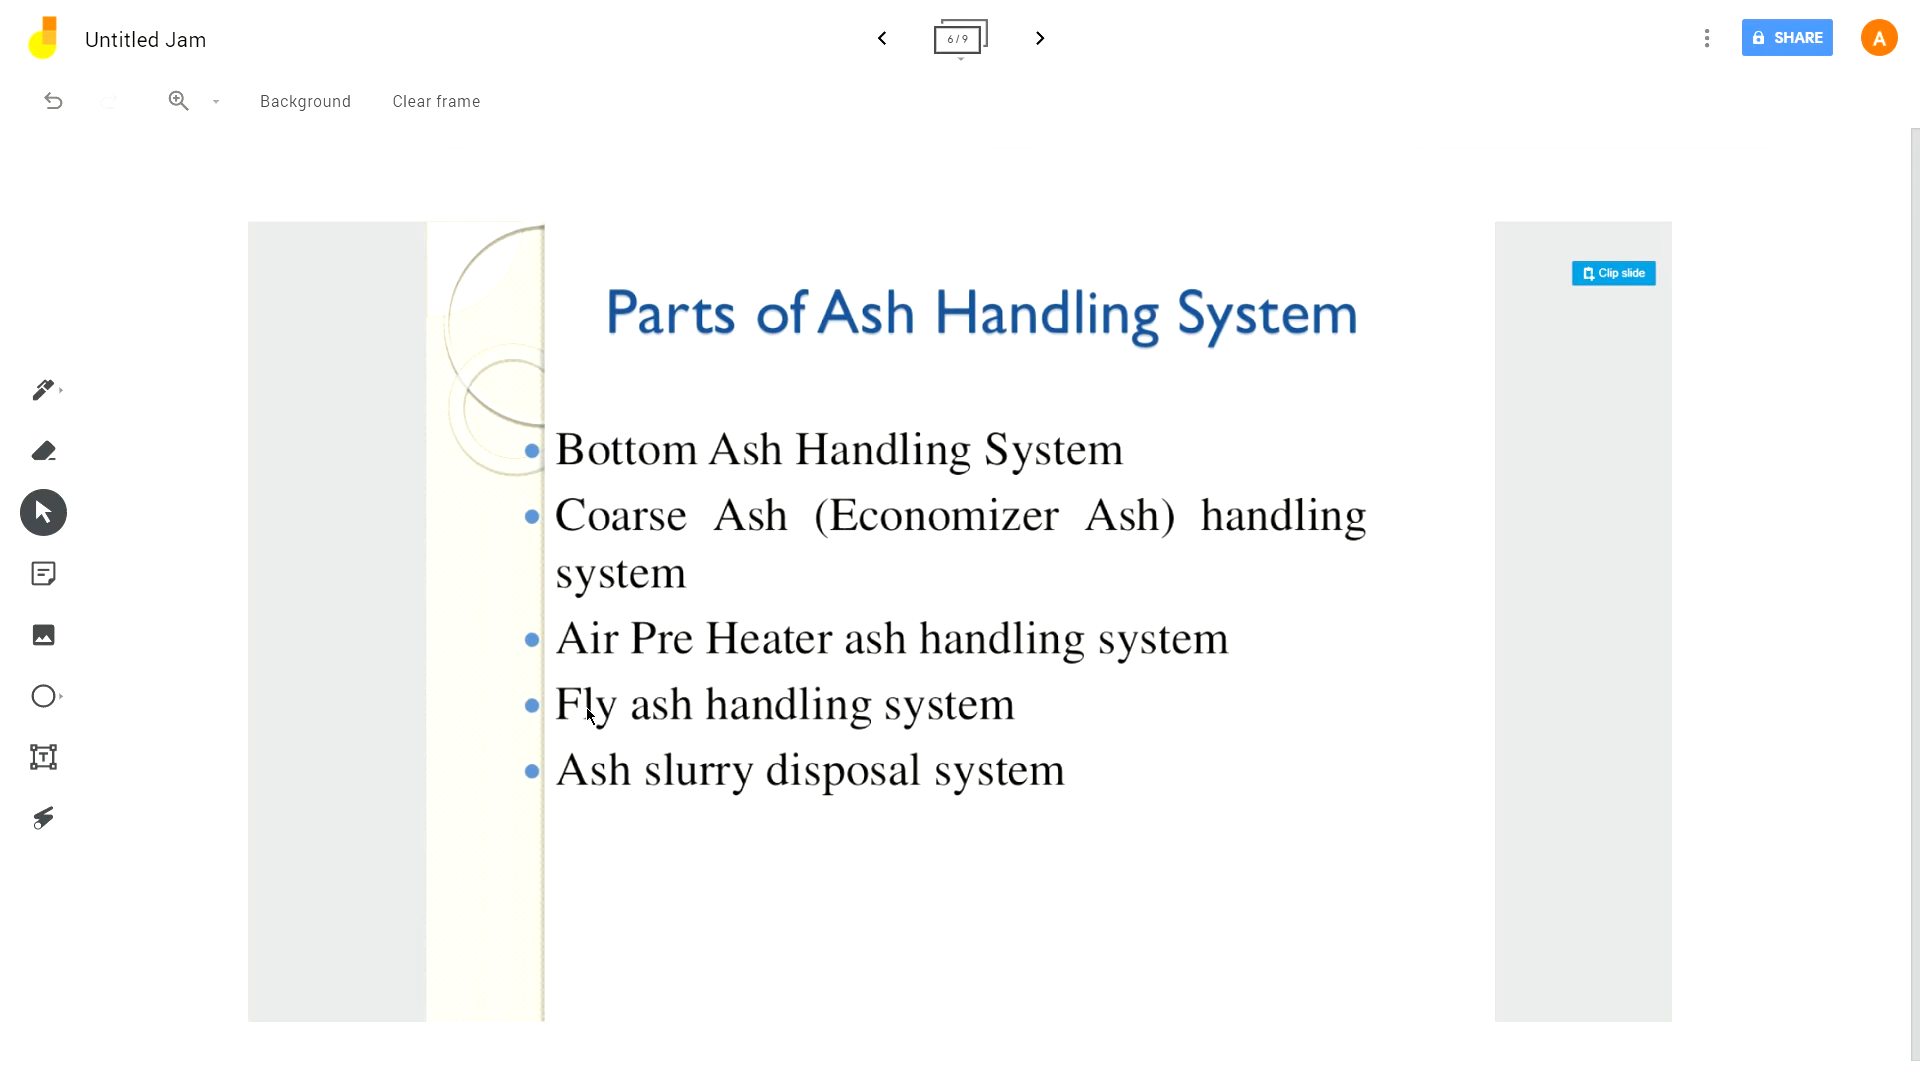 Untitled Jam
6/9
SHARE
A
Background
Clear frame
Clip slide
Parts of Ash Handling System
• Bottom Ash Handling System
• Coarse Ash (Economizer Ash) handling
system
• Air Pre Heater ash handling system
• Fly ash handling system
• Ash slurry disposal system